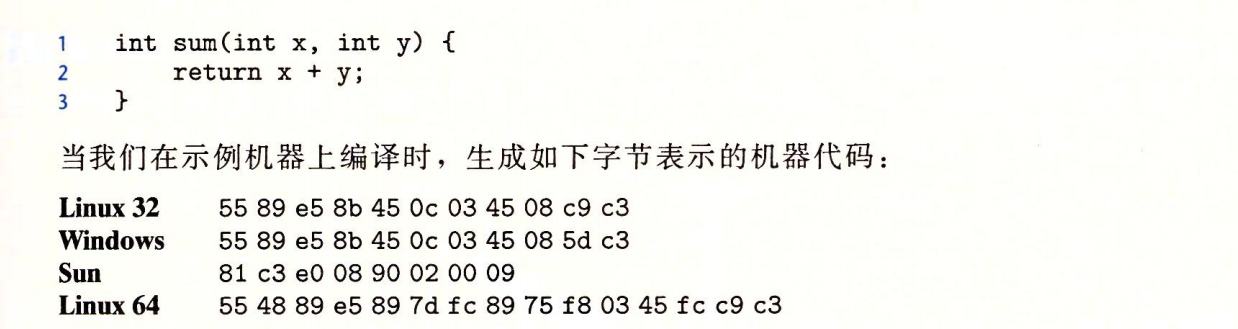 1 int sum(int x, int y) {
2 return x + y;
3 }
当我们在示例机器上编译时，生成如下字节表示的机器代码：
Linux 32 55 89 e5 8b 45 0c 03 45 08 c9 c3
Windows 55 89 e5 8b 45 0c 03 45 08 5d c3
Sun 81 c3 e0 08 90 02 00 09
Linux 64 55 48 89 e5 89 7d fc 89 75 f8 03 45 fc c9 c3